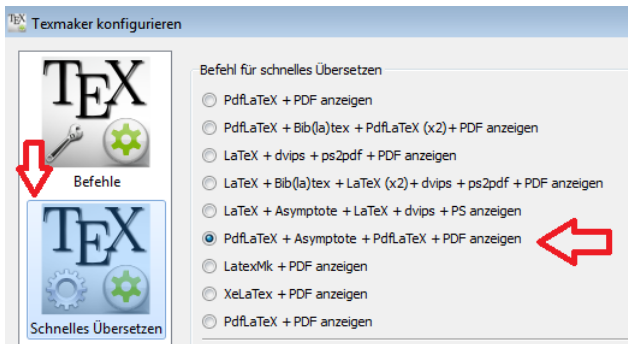 TEX Texmaker konfigurieren
TEX
Befehle
TEX
Schnelles Übersetzen
Befehl für schnelles Übersetzen
PdfLaTeX + PDF anzeigen
PdfLaTeX + Bib(la)tex + PdfLaTeX (x2)+ PDF anzeigen
LaTeX + dvips + ps2pdf + PDF anzeigen
LaTeX + Bib(la)tex + LaTeX (x2)+ dvips + ps2pdf + PDF anzeigen
LaTeX + Asymptote + LaTeX + dvips + PS anzeigen
PdfLaTeX + Asymptote + PdfLaTeX + PDF anzeigen
LatexMk + PDF anzeigen
XeLaTex + PDF anzeigen
PdfLaTeX + PDF anzeigen